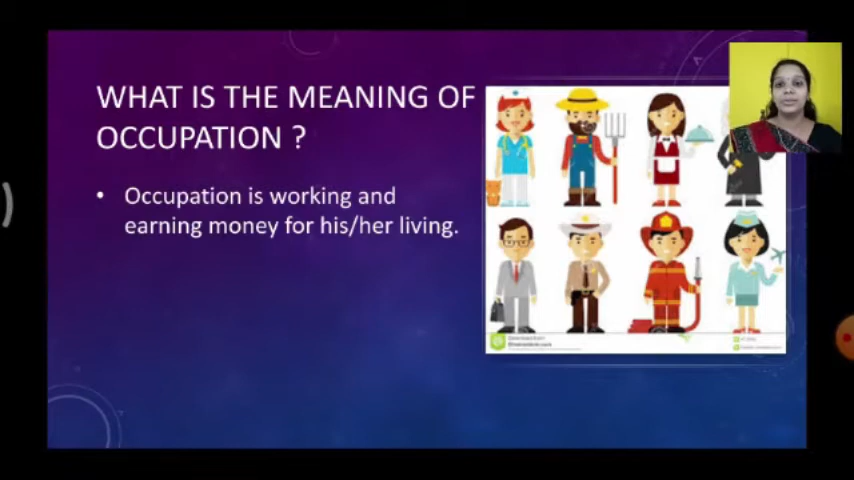 WHAT IS THE MEANING OF
OCCUPATION ?
• Occupation is working and
earning money for his/her living.